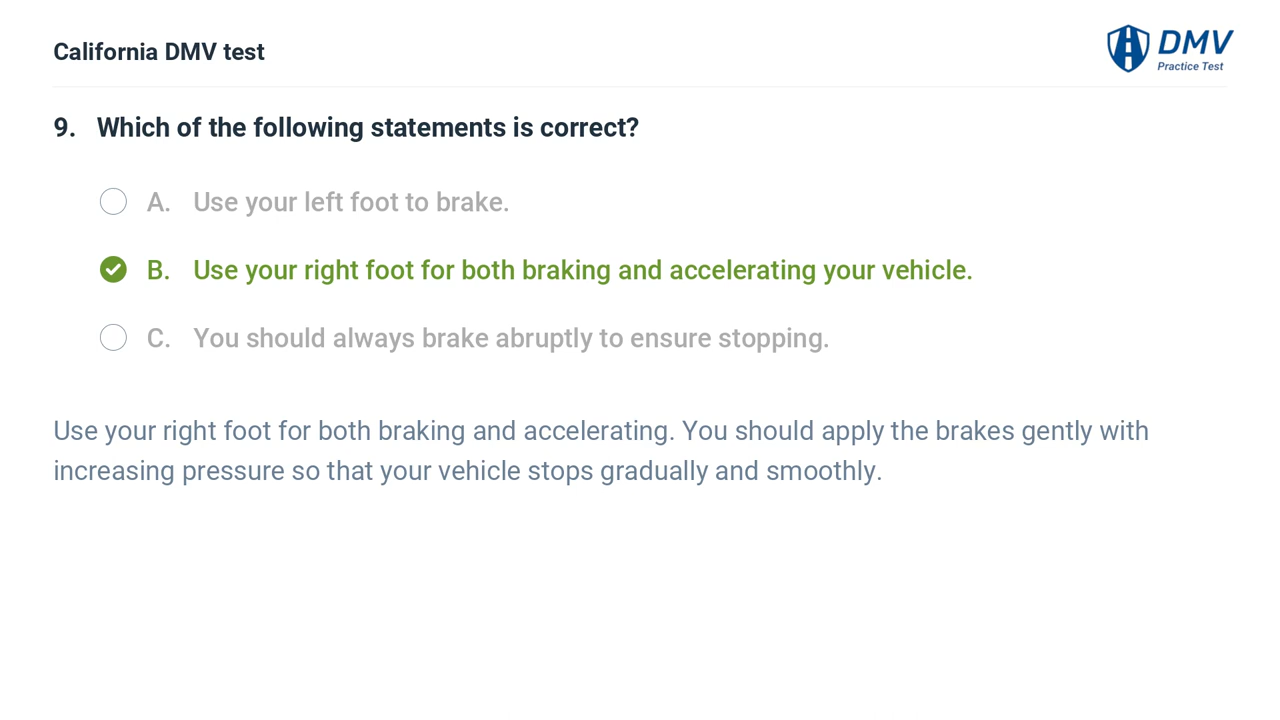 California DMV test
DMV
Practice Test
9. Which of the following statements is correct?
A. Use your left foot to brake.
B. Use your right foot for both braking and accelerating your vehicle.
C. You should always brake abruptly to ensure stopping.
Use your right foot for both braking and accelerating. You should apply the brakes gently with
increasing pressure so that your vehicle stops gradually and smoothly.